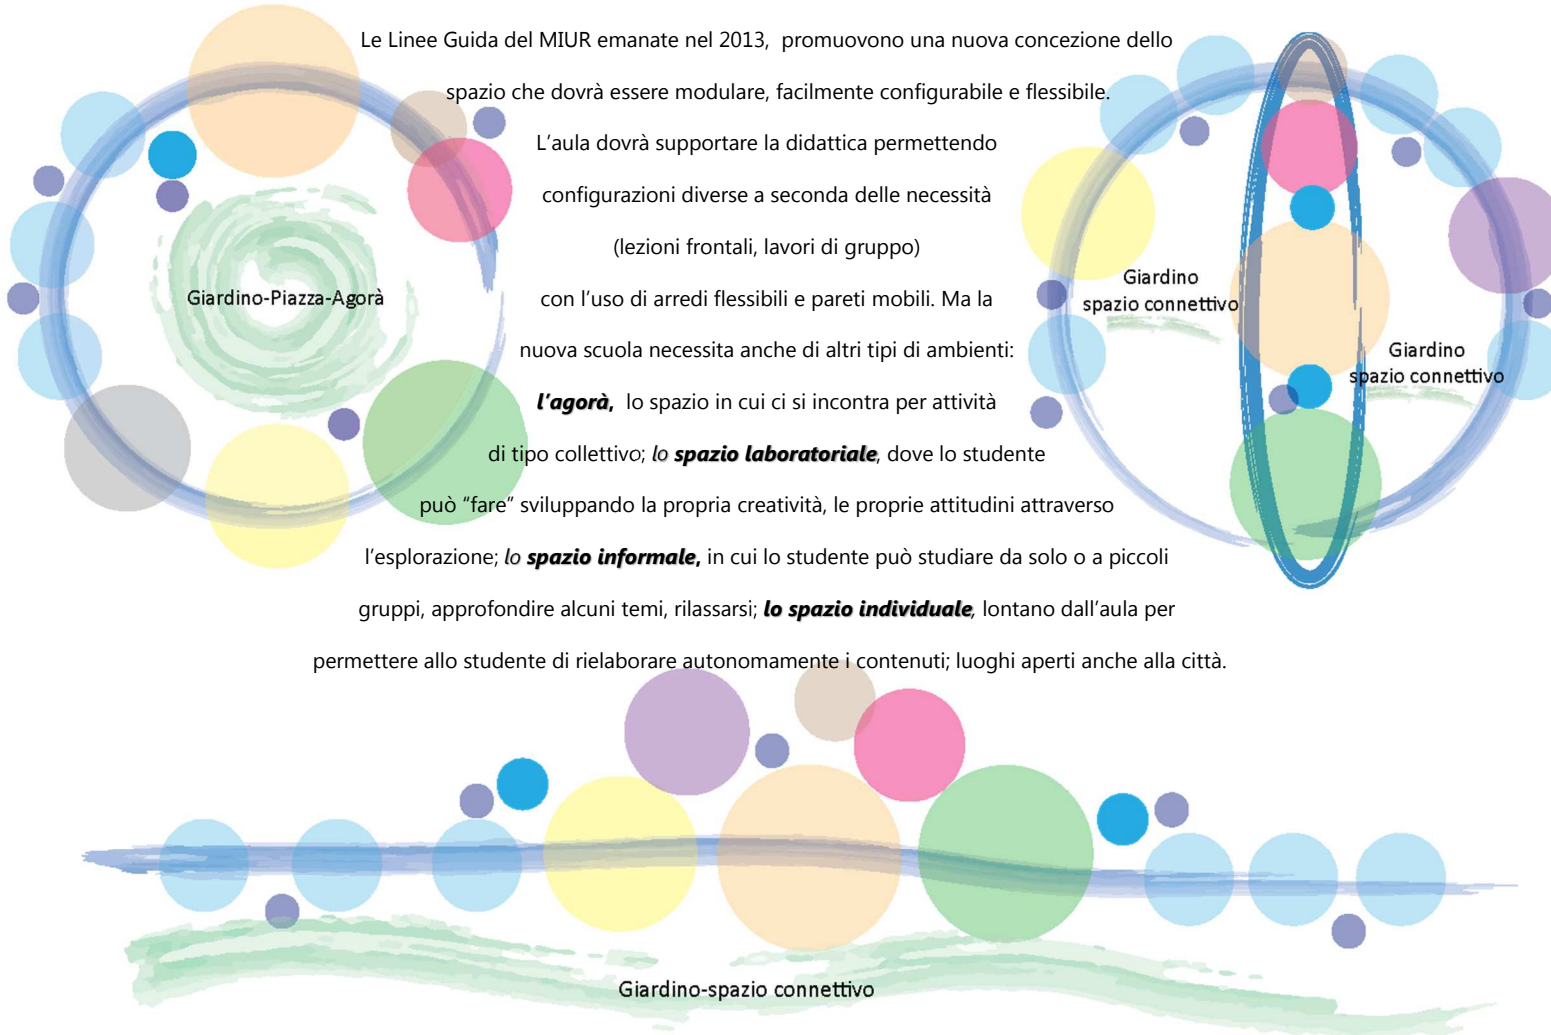 Le Linee Guida del MIUR emanate nel 2013, promuovono una nuova concezione dello
spazio che dovrà essere modulare, facilmente configurabile e flessibile.
L’aula dovrà supportare la didattica permettendo
configurazioni diverse a seconda delle necessità
(lezioni frontali, lavori di gruppo)
con l’uso di arredi flessibili e pareti mobili. Ma la
nuova scuola necessita anche di altri tipi di ambienti:
l’agorà, lo spazio in cui ci si incontra per attività
di tipo collettivo; lo spazio laboratoriale, dove lo studente
può “fare” sviluppando la propria creatività, le proprie attitudini attraverso
l’esplorazione; lo spazio informale, in cui lo studente può studiare da solo o a piccoli
gruppi, approfondire alcuni temi, rilassarsi; lo spazio individuale, lontano dall’aula per
permettere allo studente di rielaborare autonomamente i contenuti; luoghi aperti anche alla città.
Giardino-Piazza-Agorà
Giardino
spazio connettivo
Giardino
spazio connettivo
Giardino-spazio connettivo